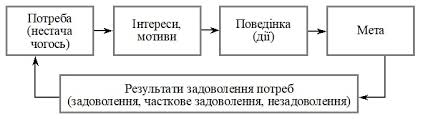 Потреба
(нестача
чогось)
Інтереси,
мотиви
Поведінка
(дії)
Мета
Результати задоволення потреб
(задоволення, часткове задоволення, незадоволення)